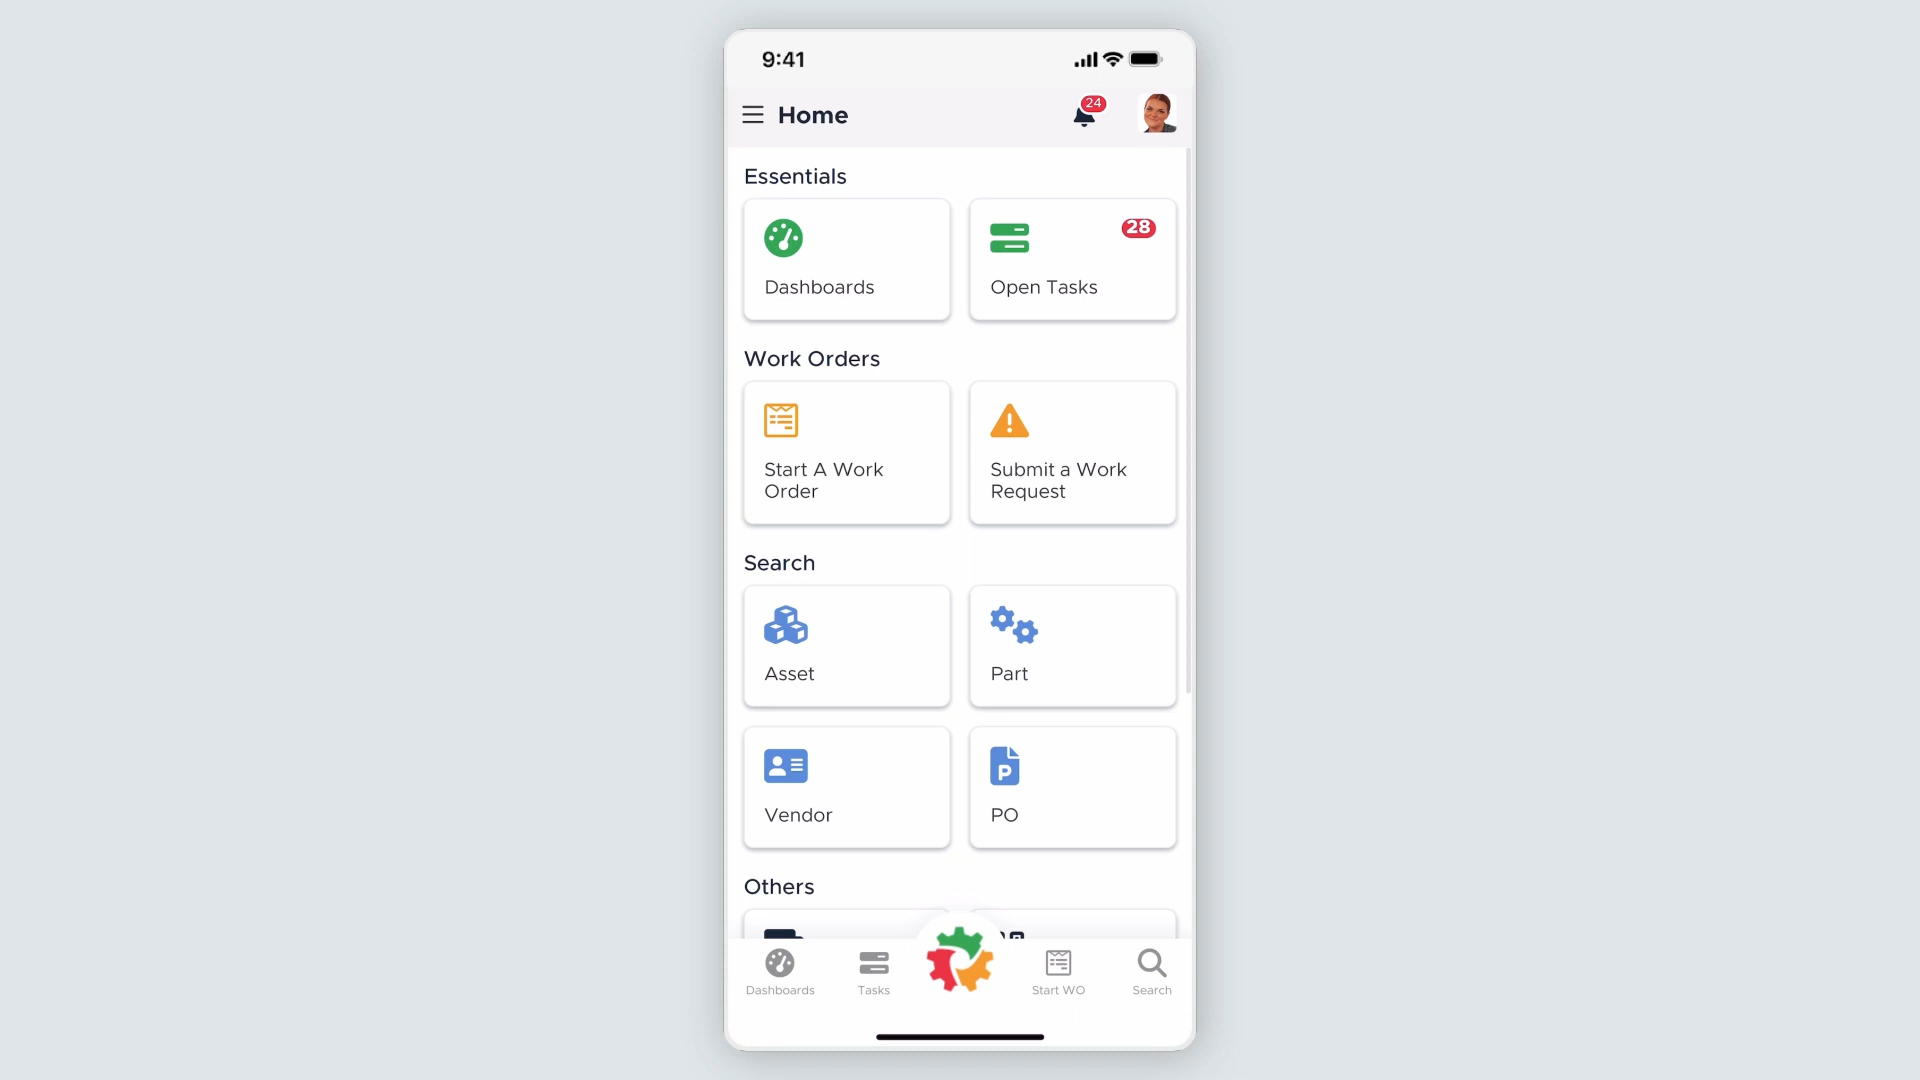 9:41
Home
24
Essentials
28
Dashboards
Open Tasks
Work Orders
Start A Work
Order
Submit a Work
Request
Search
Asset
Part
P
Vendor
PO
Others
Dashboards
Tasks
Start WO
Search